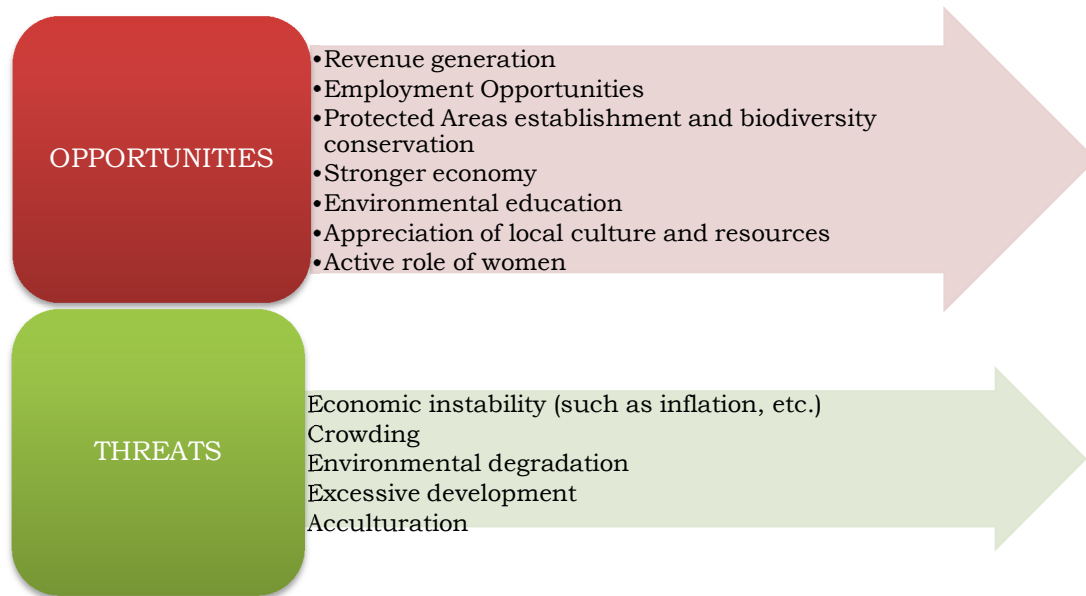 OPPORTUNITIES
•Revenue generation
•Employment Opportunities
•Protected Areas establishment and biodiversity
conservation
•Stronger economy
•Environmental education
•Appreciation of local culture and resources
•Active role of women
THREATS
Economic instability (such as inflation, etc.)
Crowding
Environmental degradation
Excessive development
Acculturation